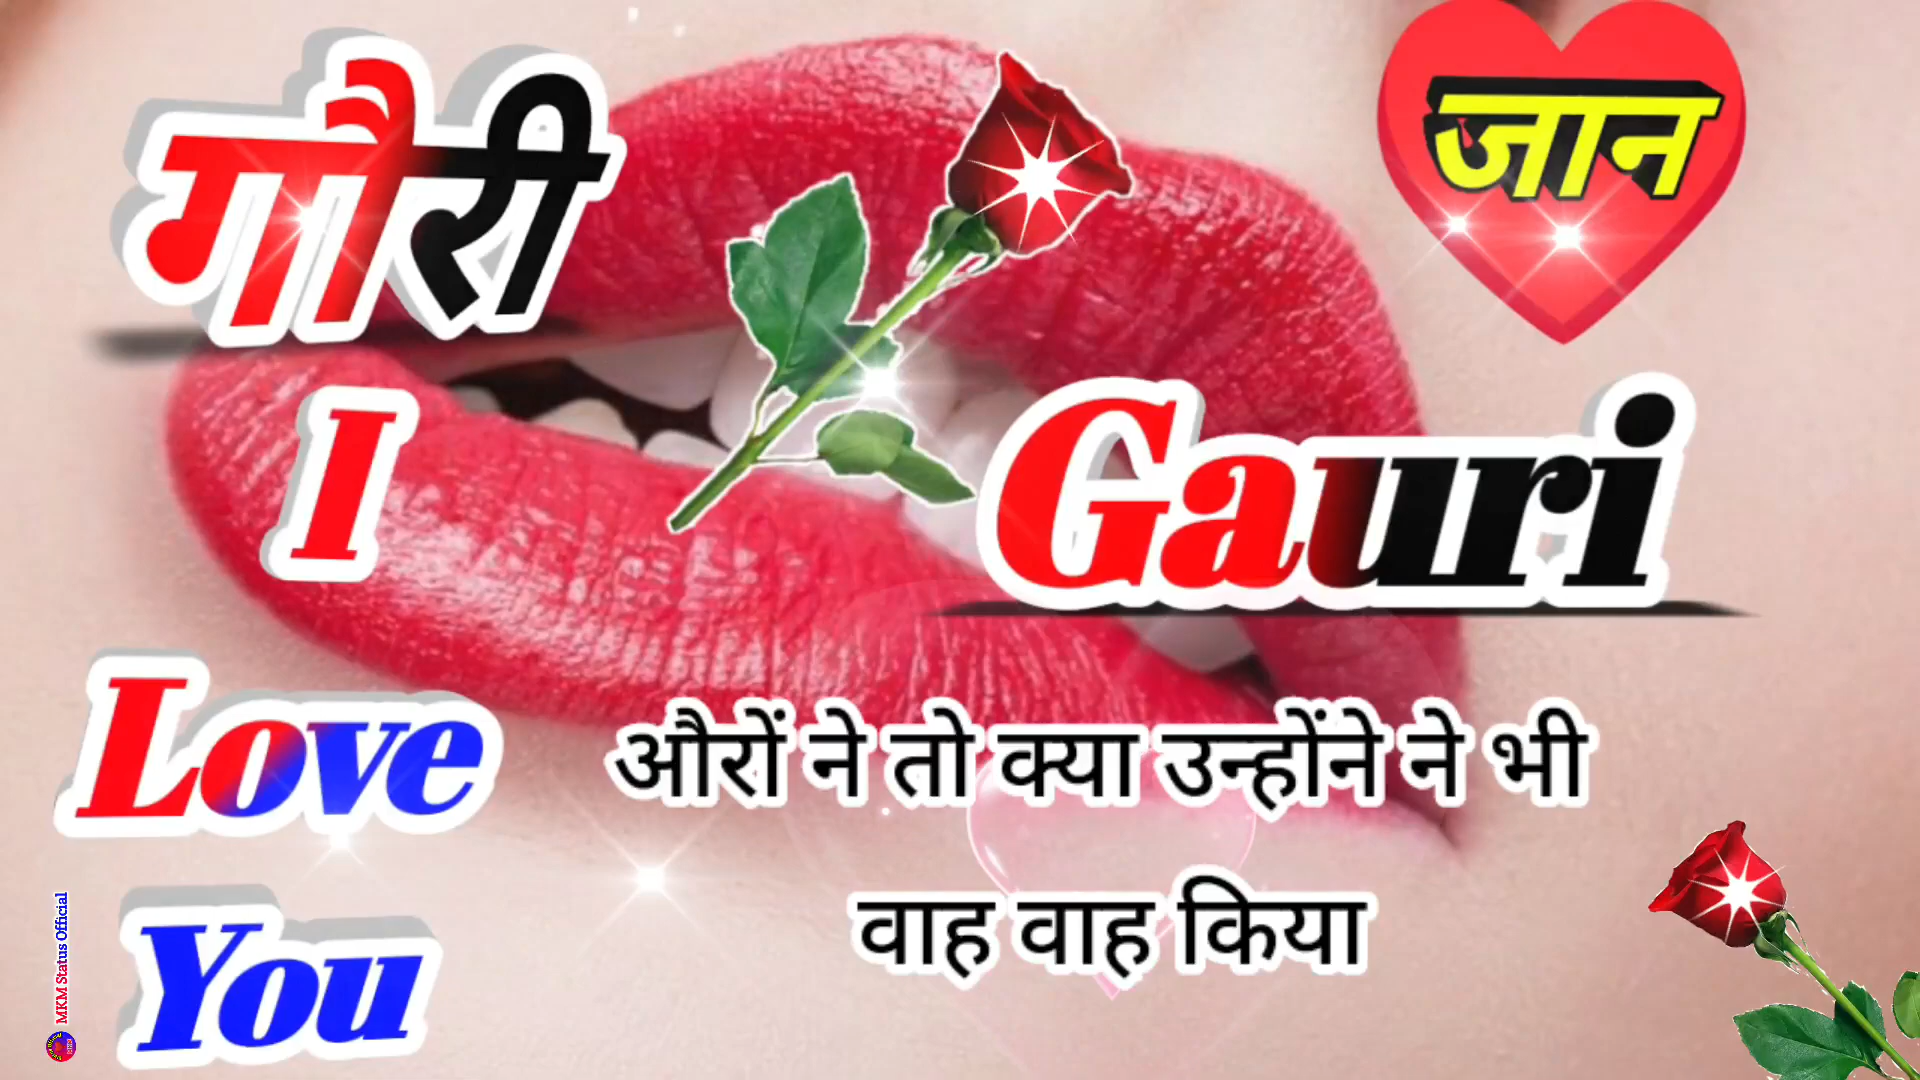 गौरी
जान
I
Gauri
Love
औरों ने तो क्या उन्होंने ने भी
वाह वाह किया
You
MKM Status Official